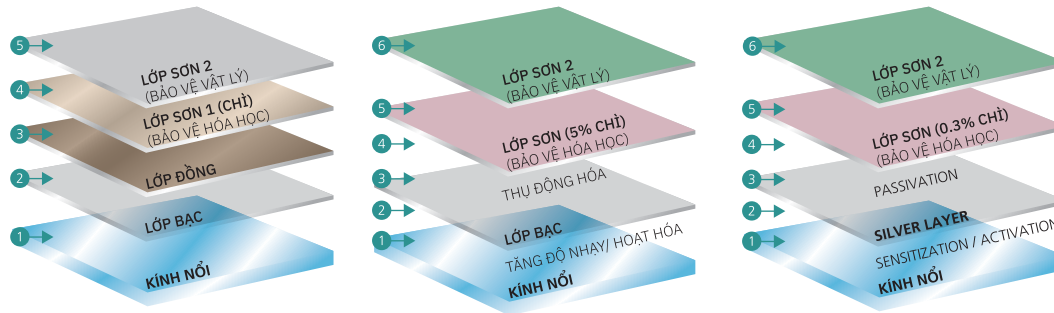 5
LỚP SƠN 2
(BẢO VỆ VẬT LÝ)
4
LỚP SƠN 1 (CHÌ)
(BẢO VỆ HÓA HỌC)
3
LỚP ĐỒNG
2
LỚP BẠC
1
KÍNH NỔI
6
LỚP SƠN 2
(BẢO VỆ VẬT LÝ)
5
LỚP SƠN (5% CHÌ)
(BẢO VỆ HÓA HỌC)
4
THỤ ĐỘNG HÓA
3
LỚP BẠC
2
TĂNG ĐỘ NHẠY/ HOẠT HÓA
1
KÍNH NỔI
6
LỚP SƠN 2
(BẢO VỆ VẬT LÝ)
5
LỚP SƠN (0.3% CHÌ)
(BẢO VỆ HÓA HỌC)
4
PASSIVATION
3
SILVER LAYER
2
SENSITIZATION / ACTIVATION
1
KÍNH NỔI